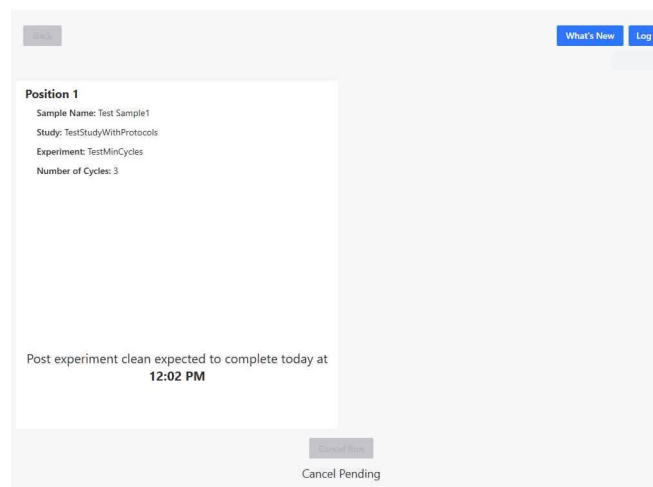 Back
What's New
Log
Position 1
Sample Name: Test Sample1
Study: TestStudyWithProtocols
Experiment: TestMinCycles
Number of Cycles: 3
Post experiment clean expected to complete today at
12:02 PM
Cancel Run
Cancel Pending